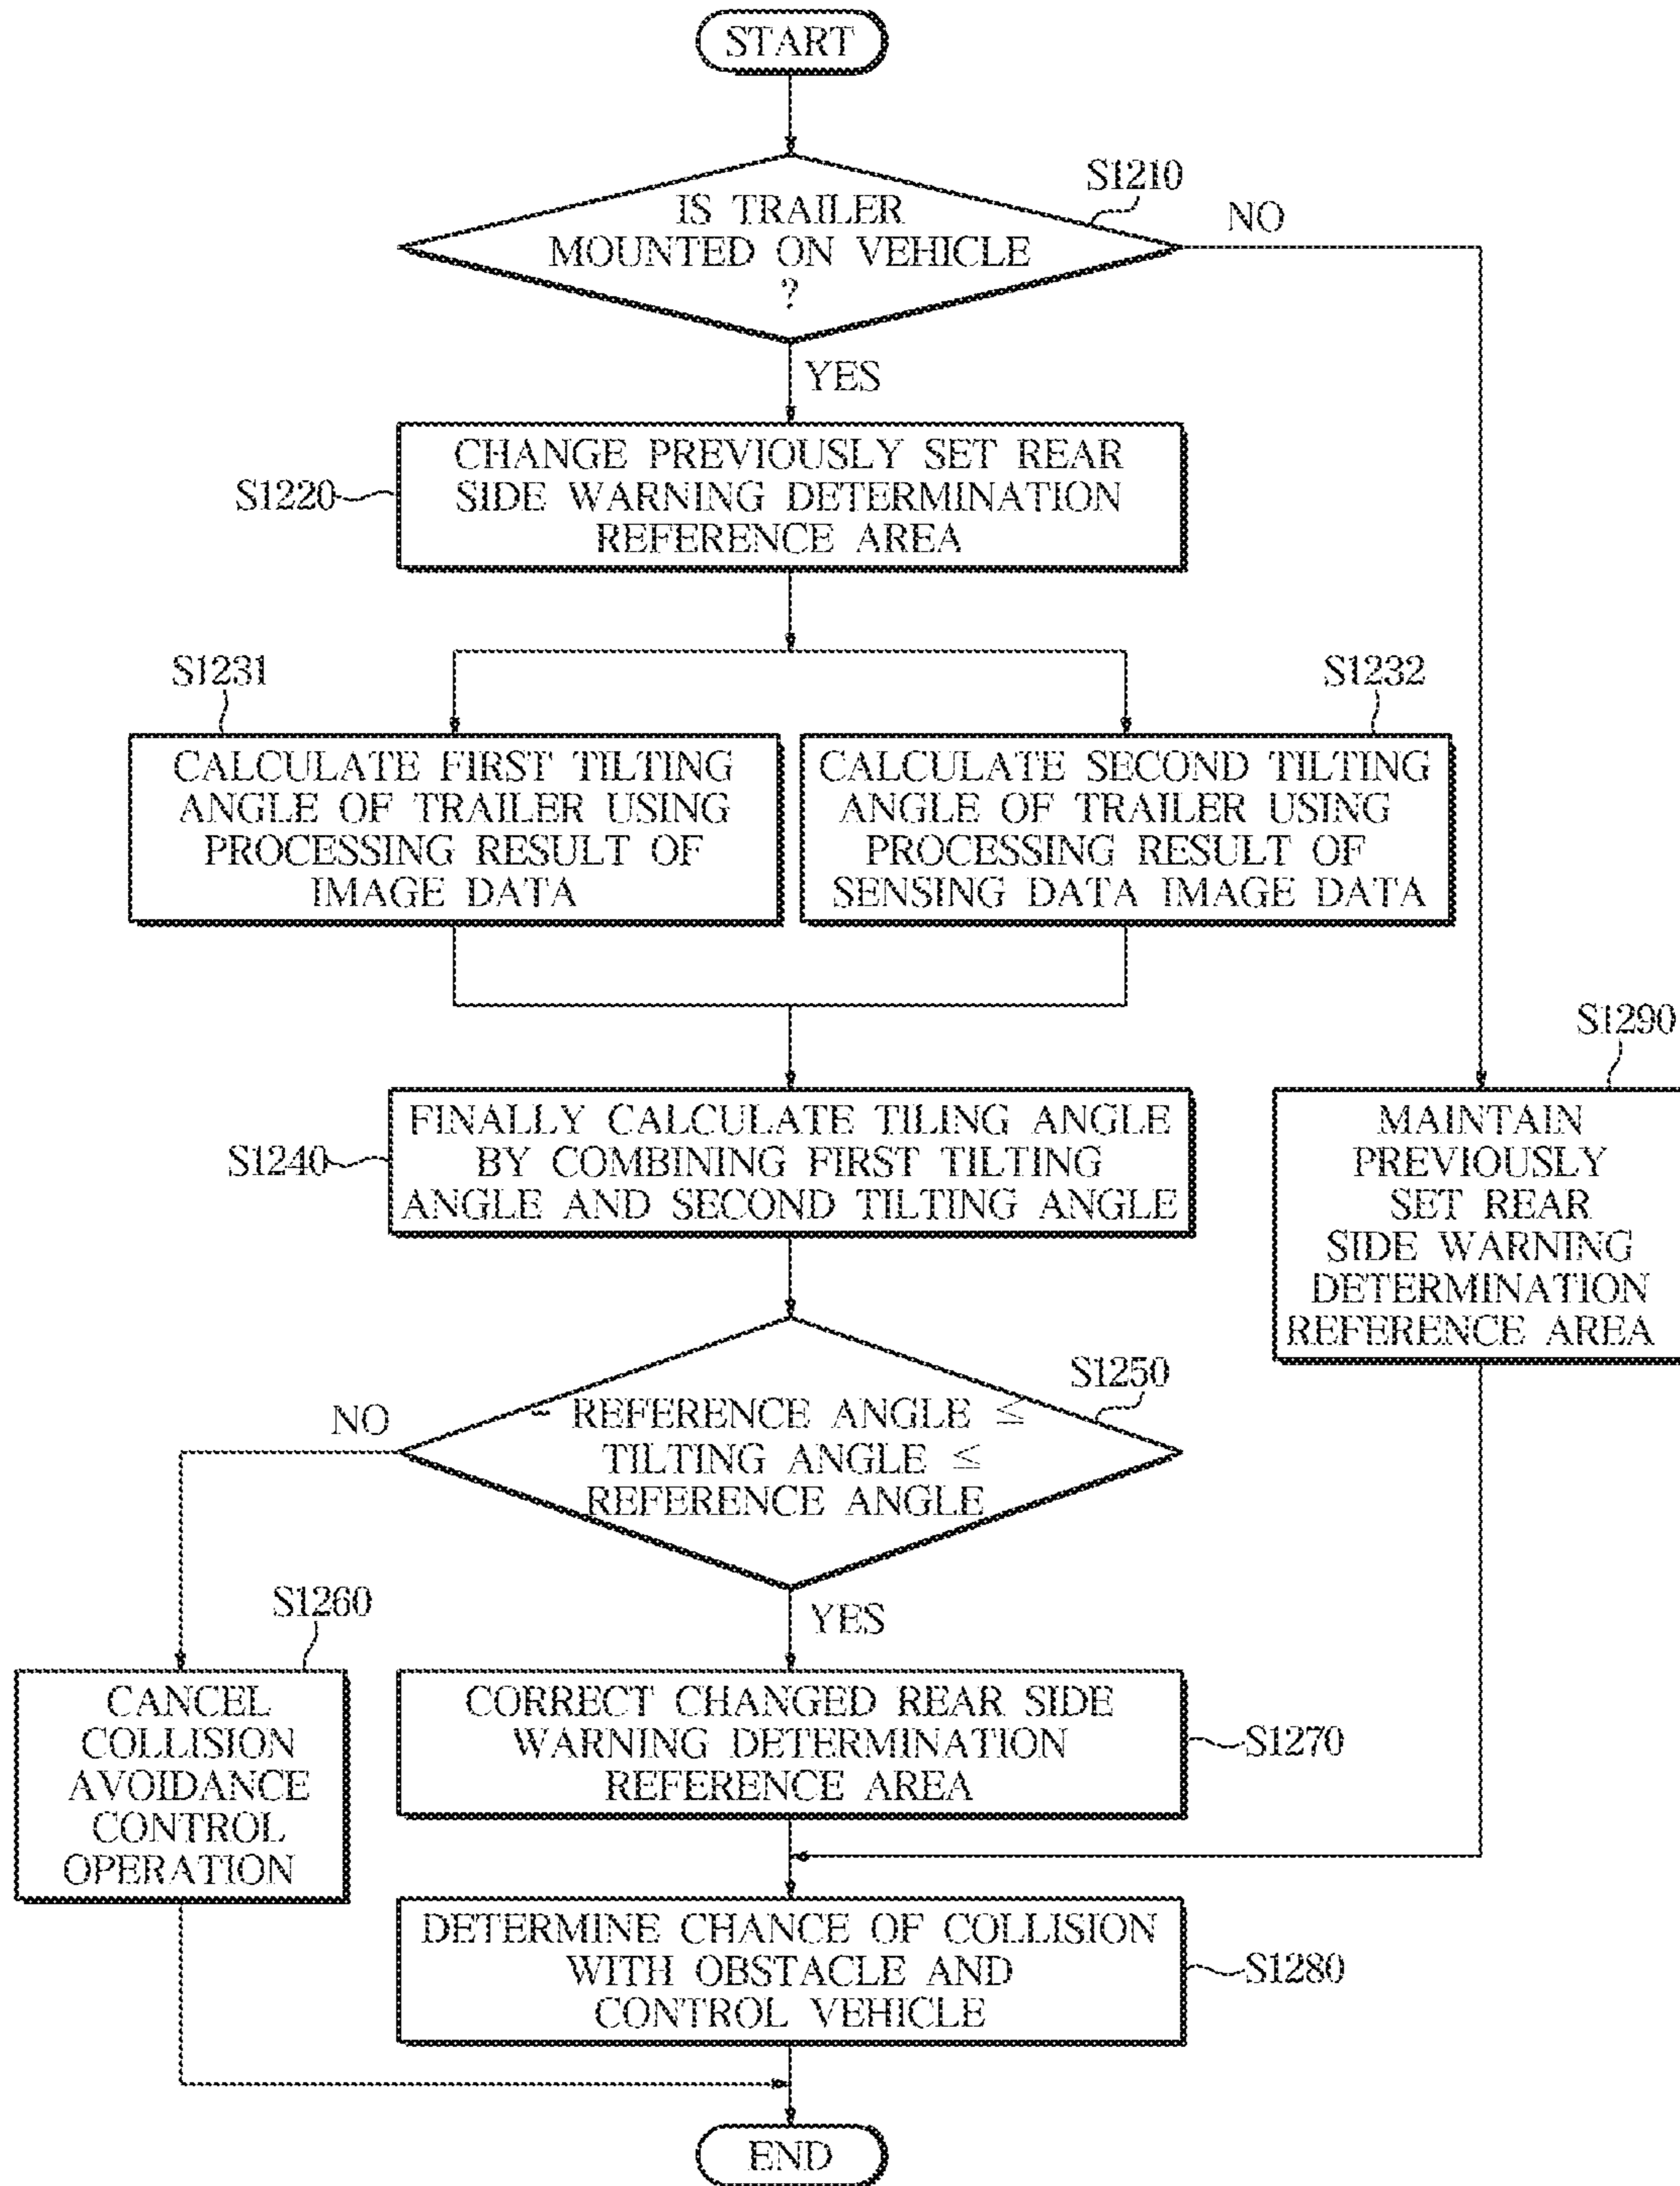 START
S1210
IS TRAILER
MOUNTED ON VEHICLE
?
NO
YES
S1220
CHANGE PREVIOUSLY SET REAR
SIDE WARNING DETERMINATION
REFERENCE AREA
S1231
CALCULATE FIRST TILTING
ANGLE OF TRAILER USING
PROCESSING RESULT OF
IMAGE DATA
S1232
CALCULATE SECOND TILTING
ANGLE OF TRAILER USING
PROCESSING RESULT OF
SENSING DATA IMAGE DATA
S1240
FINALLY CALCULATE TILING ANGLE
BY COMBINING FIRST TILTING
ANGLE AND SECOND TILTING ANGLE
S1290
MAINTAIN
PREVIOUSLY
SET REAR
SIDE WARNING
DETERMINATION
REFERENCE AREA
S1250
- REFERENCE ANGLE ≦
TILTING ANGLE ≦
REFERENCE ANGLE
NO
YES
S1260
CANCEL
COLLISION
AVOIDANCE
CONTROL
OPERATION
CORRECT CHANGED REAR SIDE
WARNING DETERMINATION
REFERENCE AREA
S1270
DETERMINE CHANCE OF COLLISION
WITH OBSTACLE AND
CONTROL VEHICLE
S1280
END